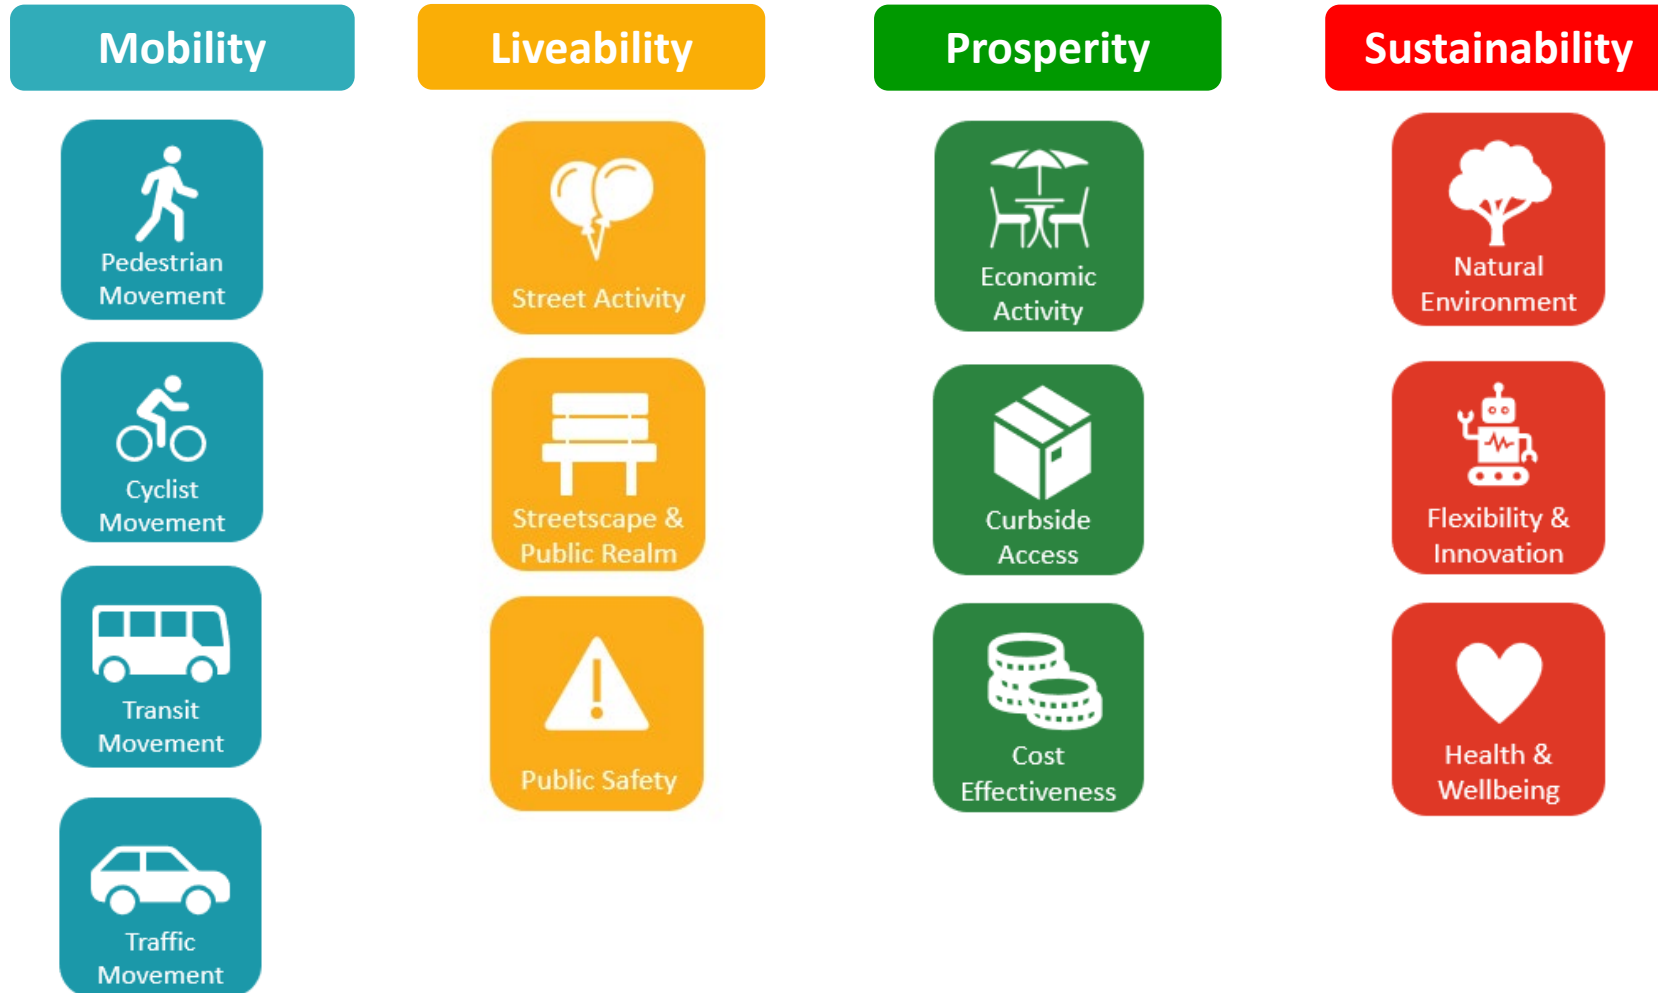 Mobility
Pedestrian
Movement
Cyclist
Movement
Transit
Movement
Traffic
Movement
Liveability
Street Activity
Streetscape &
Public Realm
Public Safety
Prosperity
Economic
Activity
Curbside
Access
Cost
Effectiveness
Sustainability
Natural
Environment
Flexibility &
Innovation
Health &
Wellbeing